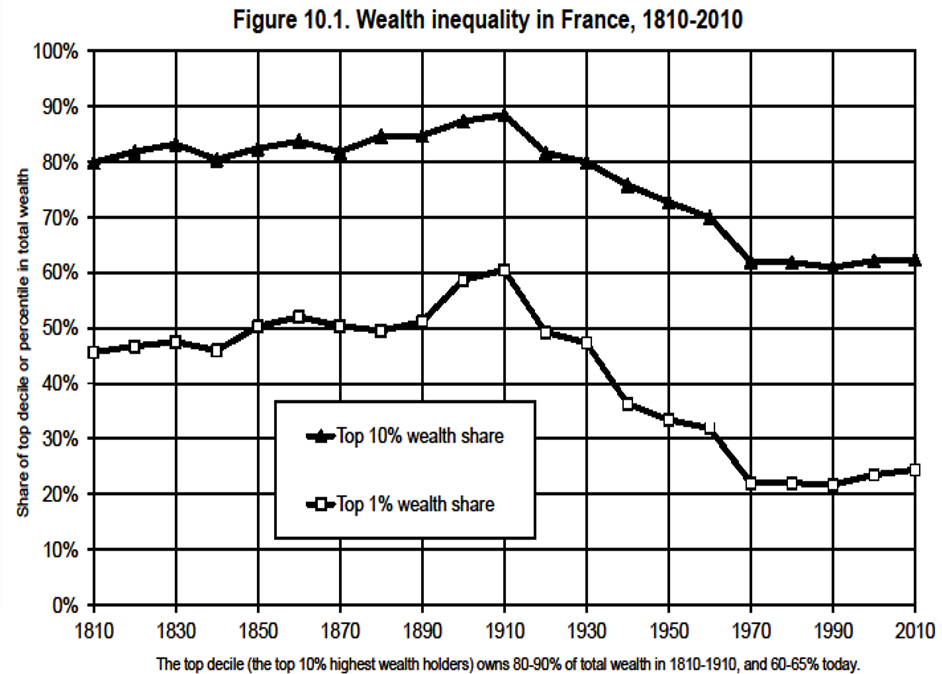 Figure 10.1. Wealth inequality in France, 1810-2010
100%
90%
80%
70%
60%
50%
40%
30%
20%
10%
0%
Share of top decile or percentile in total wealth
Top 10% wealth share
Top 1% wealth share
1810 1830 1850 1870 1890 1910 1930 1950 1970 1990 2010
The top decile (the top 10% highest wealth holders) owns 80-90% of total wealth in 1810-1910, and 60-65% today.